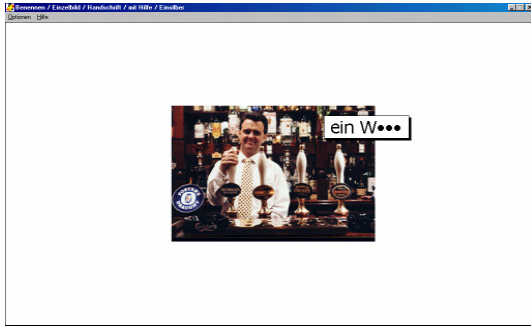 Benennen / Einzelbild / Handschrift / mit Hilfe / Einsilber
Optionen Hilfe
ein W•••